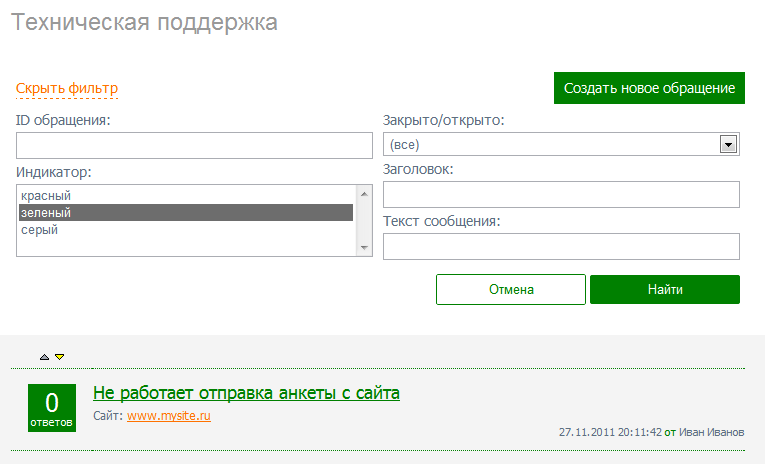 Техническая поддержка
Скрыть фильтр
Создать новое обращение
ID обращения:
Закрыто/открыто:
(все)
Индикатор:
Заголовок:
красный
зеленый
серый
Текст сообщения:
Отмена
Найти
0
ответов
Не работает отправка анкеты с сайта
Сайт: www.mysite.ru
27.11.2011 20:11:42 от Иван Иванов